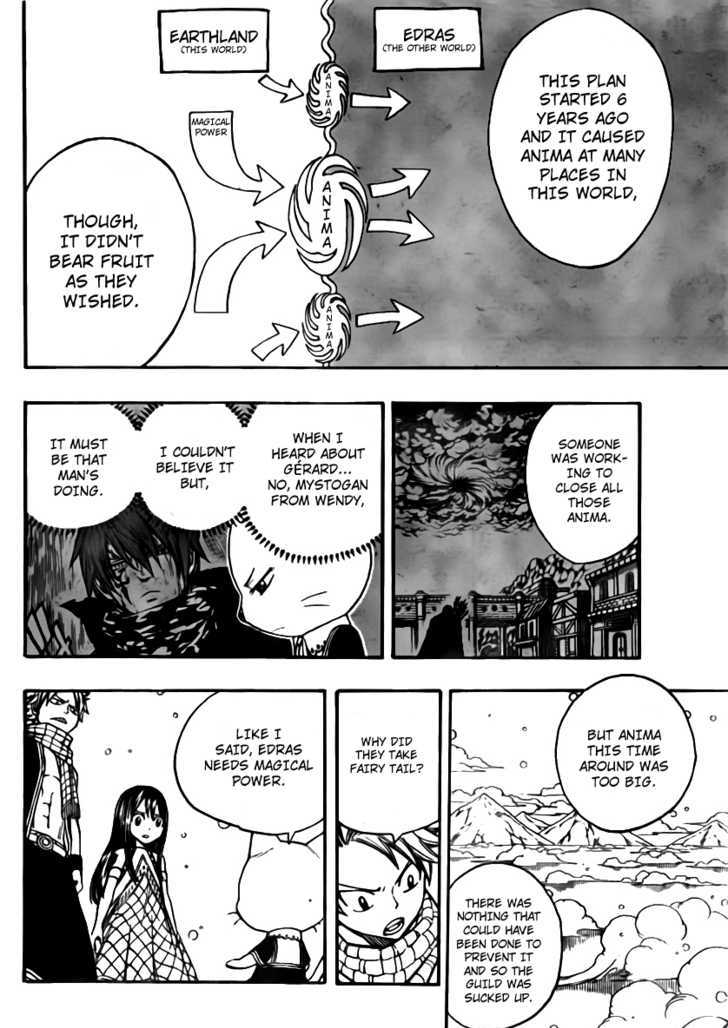 THIS PLAN
STARTED 6
YEARS AGO
AND IT CAUSED
ANIMA AT MANY
PLACES IN
THIS WORLD,
EDRAS
(THE OTHER WORLD)
EARTHLAND
(THIS WORLD)
ANIMA
MAGICAL
POWER
ANIMA
ANIMA
THOUGH,
IT DIDN'T
BEAR FRUIT
AS THEY
WISHED.
SOMEONE
WAS WORK-
ING TO
CLOSE ALL
THOSE
ANIMA.
WHEN I
HEARD ABOUT
GÉRARD...
NO, MYSTOGAN
FROM WENDY,
I COULDN'T
BELIEVE IT
BUT,
IT MUST
BE THAT
MAN'S
DOING.
BUT ANIMA
THIS TIME
AROUND WAS
TOO BIG.
THERE WAS
NOTHING THAT
COULD HAVE
BEEN DONE TO
PREVENT IT
AND SO THE
GUILD WAS
SUCKED UP.
WHY DID
THEY TAKE
FAIRY TAIL?
LIKE I
SAID, EDRAS
NEEDS MAGICAL
POWER.